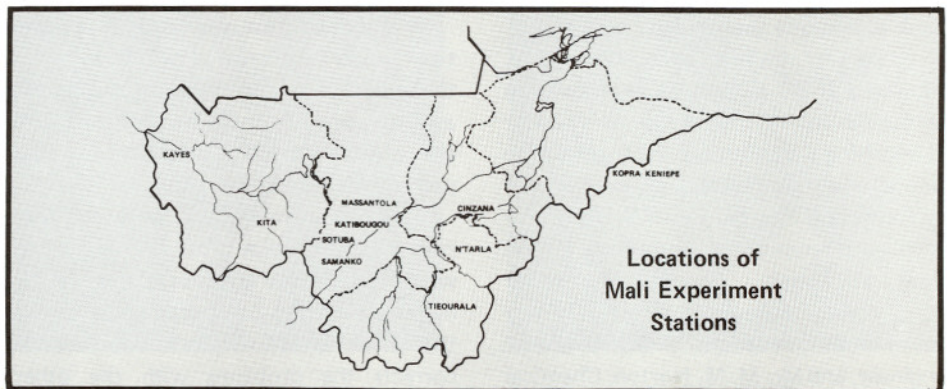 KAYES
KOPRA KENIEPE
MASSANTOLA
CINZANA
KITA
KATIBOUGOU
SOTUBA
N'TARLA
SAMANKO
TIEOURALA
Locations of
Mali Experiment
Stations